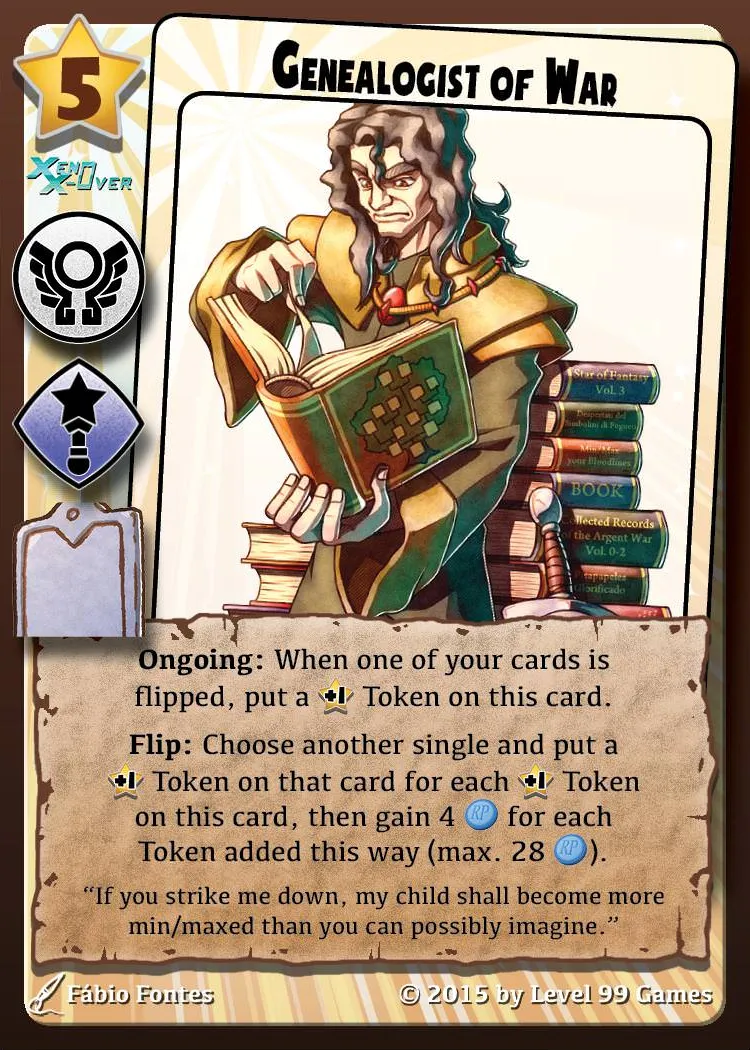 5
GENEALOGIST OF WAR
XENO
X-OVER
Star of Fantasy
Vol. 3
Min/Max
your Bloodlines
BOOK
Collected Records
of the Argent War
Vol. 0-2
Glorificado
Ongoing: When one of your cards is
flipped, put a +1 Token on this card.
Flip: Choose another single and put a
+1 Token on that card for each +1 Token
on this card, then gain 4 RP for each
Token added this way (max. 28 RP).
“If you strike me down, my child shall become more
min/maxed than you can possibly imagine.”
Fábio Fontes
© 2015 by Level 99 Games